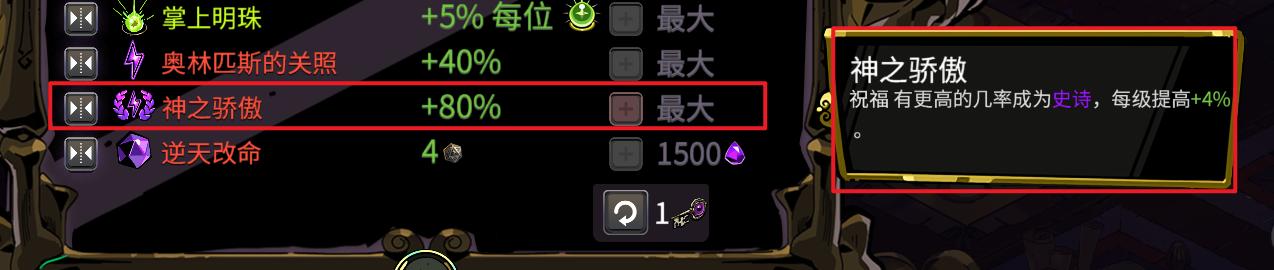 掌上明珠 +5% 每位 最大
奥林匹斯的关照 +40% 最大
神之骄傲 +80% 最大
逆天改命 4 1500
1
神之骄傲
祝福 有更高的几率成为史诗，每级提高+4%
。